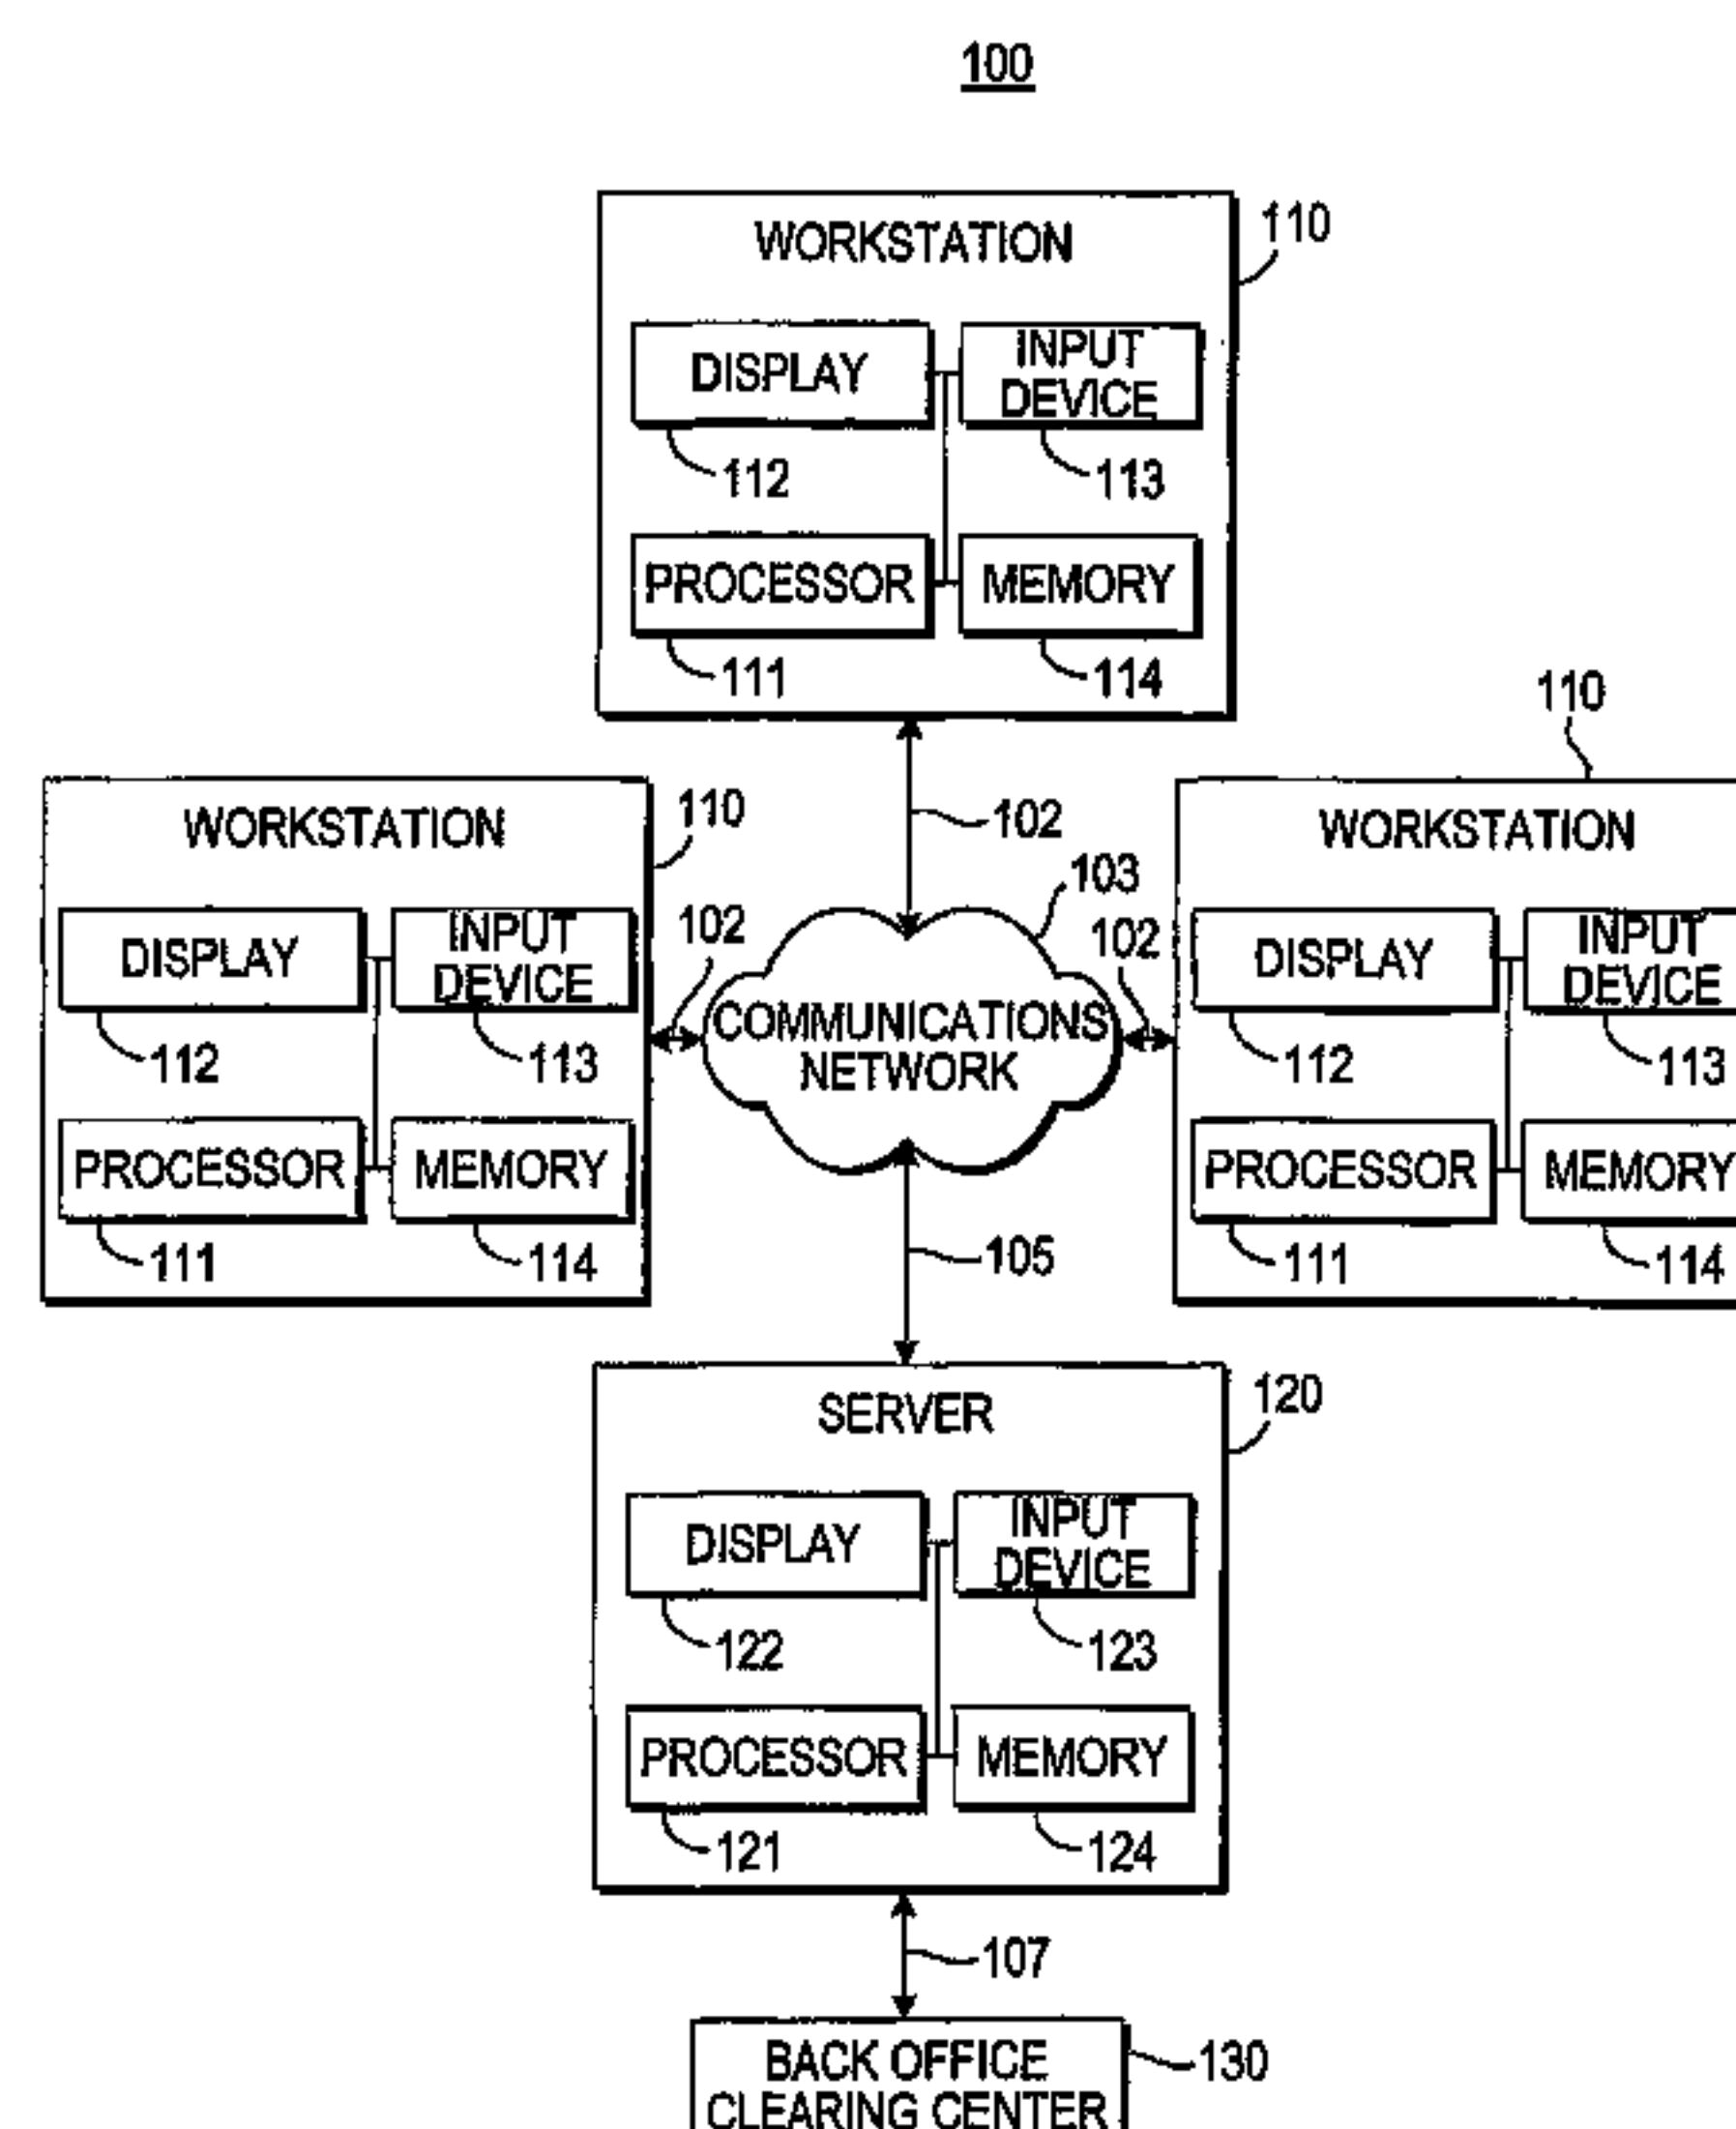 100
WORKSTATION
110
DISPLAY
INPUT
DEVICE
112
113
PROCESSOR
MEMORY
111
114
110
WORKSTATION
110
102
WORKSTATION
103
102
102
DISPLAY
INPUT
DEVICE
COMMUNICATIONS
NETWORK
DISPLAY
INPUT
DEVICE
112
113
112
113
PROCESSOR
MEMORY
PROCESSOR
MEMORY
111
114
105
111
114
SERVER
120
DISPLAY
INPUT
DEVICE
122
123
PROCESSOR
MEMORY
121
124
107
BACK OFFICE
CLEARING CENTER
130